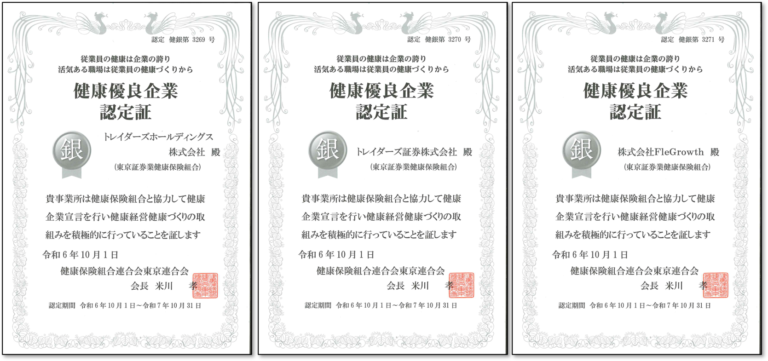 認定 健銀第 3269 号
従業員の健康は企業の誇り
活気ある職場は従業員の健康づくりから
健康優良企業
認定証
銀
トレイダーズホールディングス
株式会社 殿
(東京証券業健康保険組合)
貴事業所は健康保険組合と協力して健康
企業宣言を行い健康経営健康づくりの取
組みを積極的に行っていることを証します
令和6年10月1日
健康保険組合連合会東京連合会
会長 米川 孝
認定期間 令和6年10月1日~令和7年10月31日
認定 健銀第 3270 号
従業員の健康は企業の誇り
活気ある職場は従業員の健康づくりから
健康優良企業
認定証
銀
トレイダーズ証券株式会社 殿
(東京証券業健康保険組合)
貴事業所は健康保険組合と協力して健康
企業宣言を行い健康経営健康づくりの取
組みを積極的に行っていることを証します
令和6年10月1日
健康保険組合連合会東京連合会
会長 米川 孝
認定期間 令和6年10月1日~令和7年10月31日
認定 健銀第 3271 号
従業員の健康は企業の誇り
活気ある職場は従業員の健康づくりから
健康優良企業
認定証
銀
株式会社FleGrowth 殿
(東京証券業健康保険組合)
貴事業所は健康保険組合と協力して健康
企業宣言を行い健康経営健康づくりの取
組みを積極的に行っていることを証します
令和6年10月1日
健康保険組合連合会東京連合会
会長 米川 孝
認定期間 令和6年10月1日~令和7年10月31日